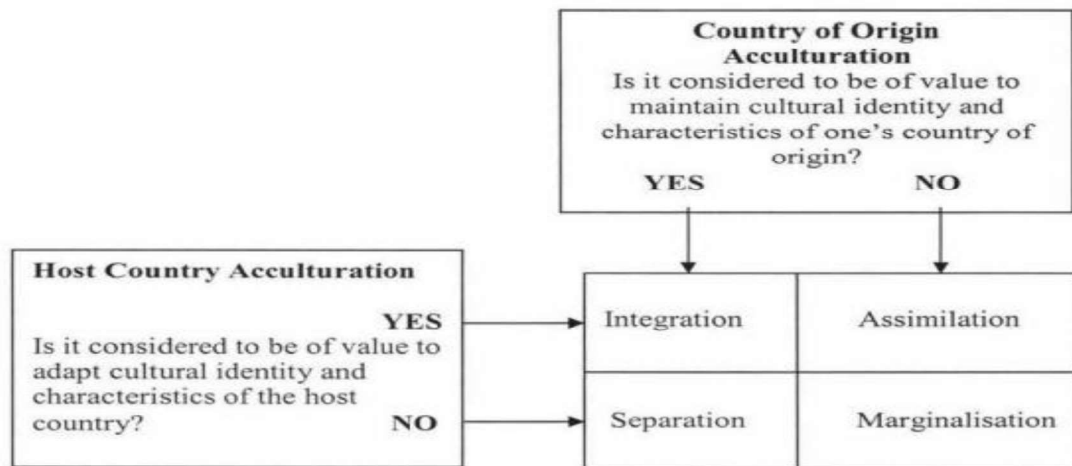 Country of Origin
Acculturation
Is it considered to be of value to
maintain cultural identity and
characteristics of one's country of
origin?
YES NO
Host Country Acculturation
YES
Is it considered to be of value to
adapt cultural identity and
characteristics of the host
country? NO
Integration Assimilation
Separation Marginalisation